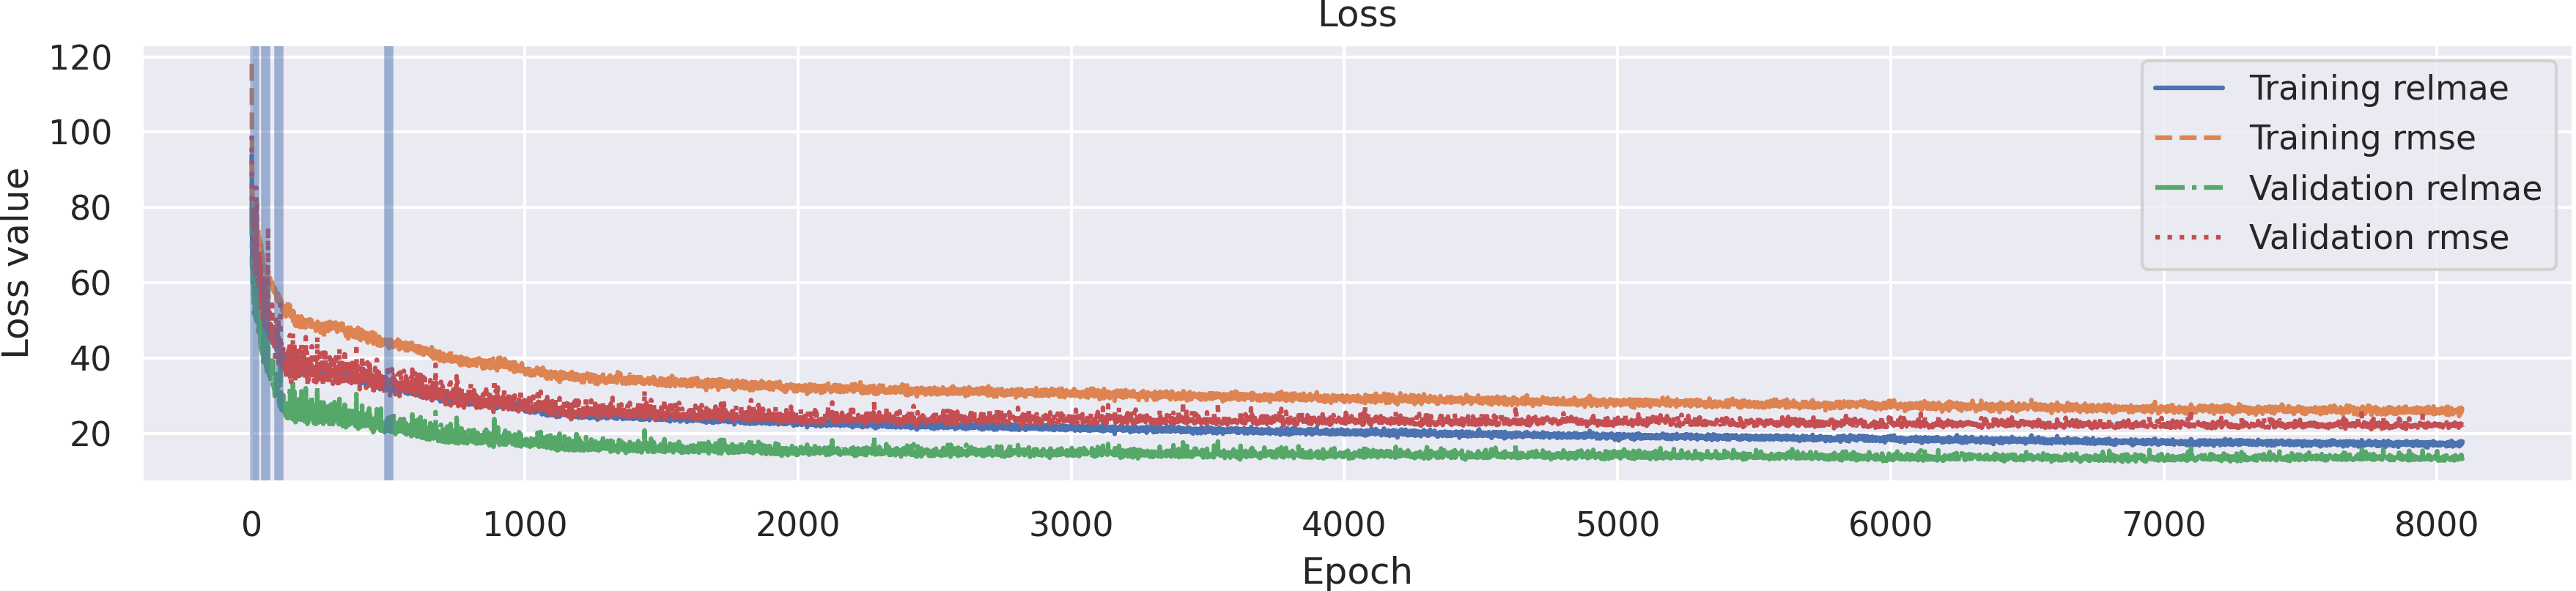 Loss
120
100
80
60
40
20
Loss value
0 1000 2000 3000 4000 5000 6000 7000 8000
Epoch
Training relmae
Training rmse
Validation relmae
Validation rmse